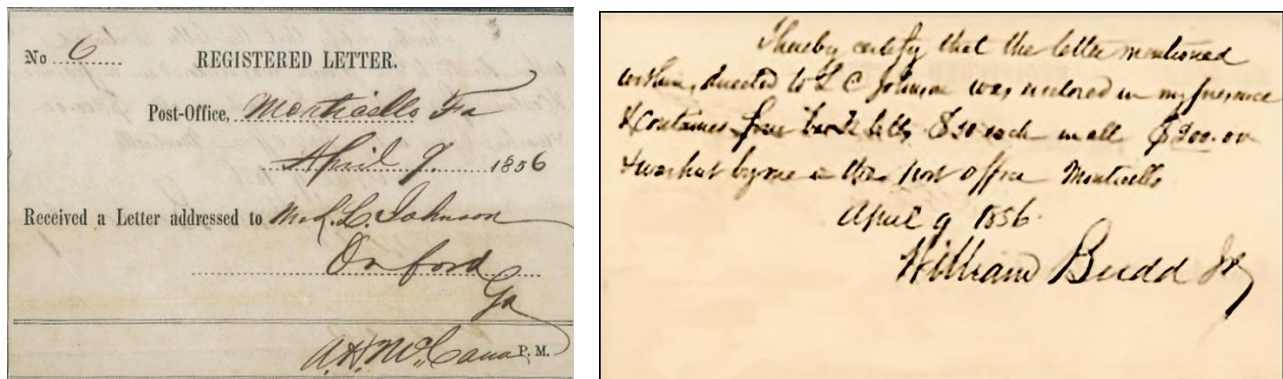 No 6
REGISTERED LETTER.
Post-Office, Monticello Fa
April 9 1856
Received a Letter addressed to Mr L. C. Johnson
Oxford
Ga
A. H. McCann P. M.
I hereby certify that the letter mentioned
within, directed to L C Johnson was inclosed in my presence
& contained four bank bills $50 each in all $200.00
& was put by me in the post office Monticello
April 9 1856.
William Budd Jr